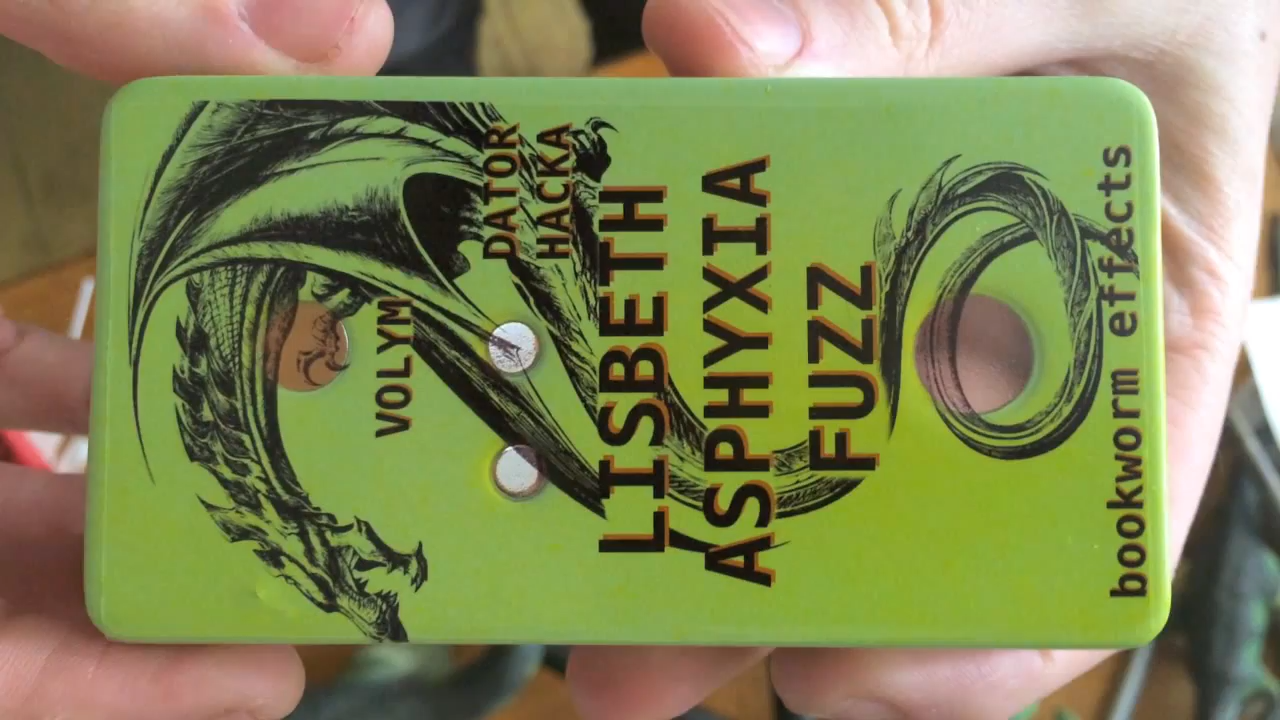 VOLYM
DATOR
HACKA
LISBETH
ASPHYXIA
FUZZ
bookworm effects